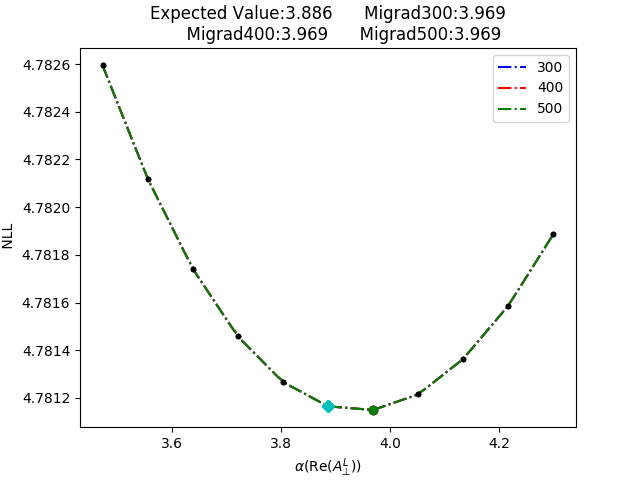 Expected Value:3.886 Migrad300:3.969
Migrad400:3.969 Migrad500:3.969
300
400
500
4.7826
4.7824
4.7822
4.7820
4.7818
4.7816
4.7814
4.7812
NLL
3.6 3.8 4.0 4.2
α(Re(A_⊥^L))